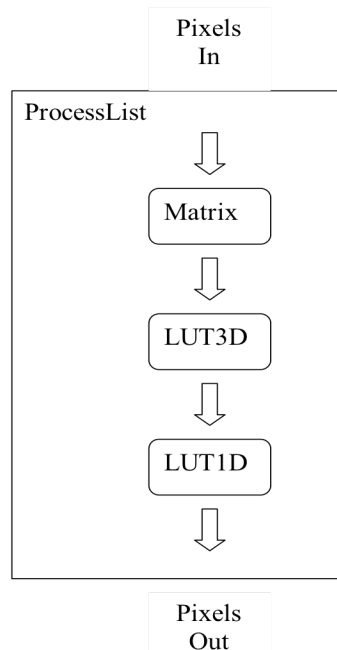 Pixels
In
ProcessList
Matrix
LUT3D
LUT1D
Pixels
Out